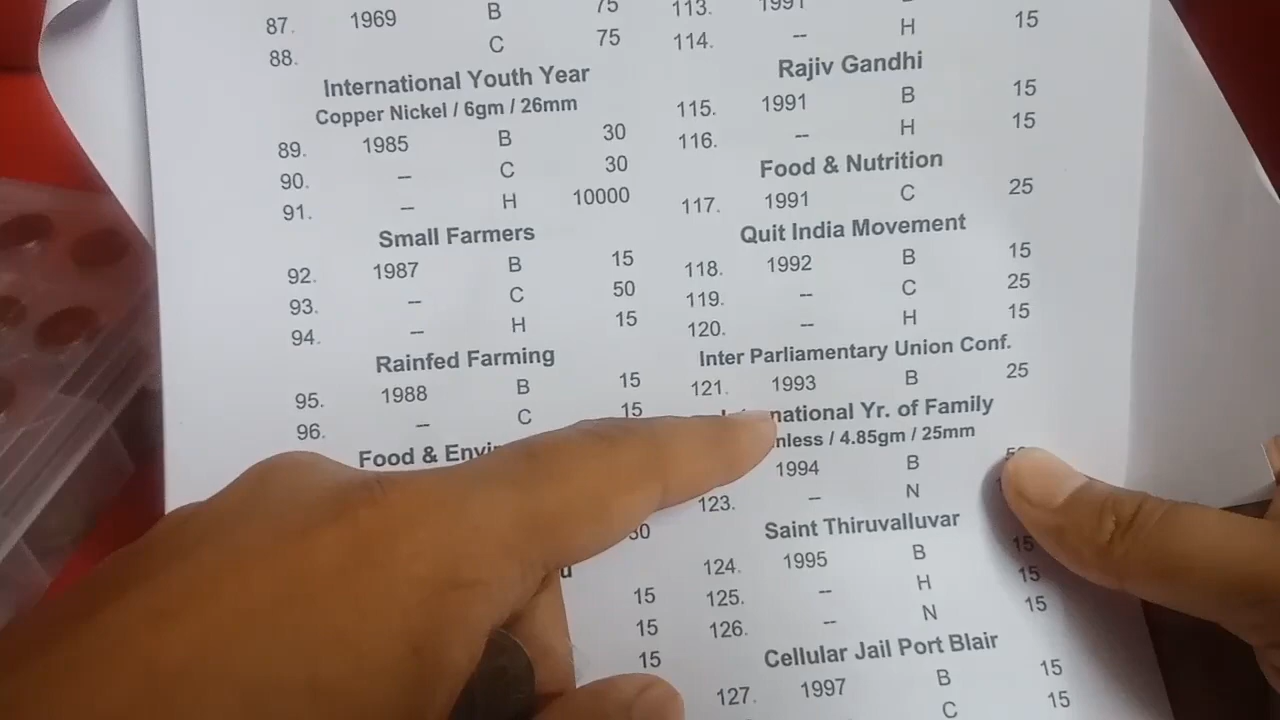 87. 1969 B 75
88. C 75
International Youth Year
Copper Nickel / 6gm / 26mm
89. 1985 B 30
90. -- C 30
91. -- H 10000
Small Farmers
92. 1987 B 15
93. -- C 50
94. -- H 15
Rainfed Farming
95. 1988 B 15
96. -- C 15
Food &
30
15
15
15
113. 1991
114. -- H 15
Rajiv Gandhi
115. 1991 B 15
116. -- H 15
Food & Nutrition
117. 1991 C 25
Quit India Movement
118. 1992 B 15
119. -- C 25
120. -- H 15
Inter Parliamentary Union Conf.
121. 1993 B 25
Yr. of Family
/ 4.85gm / 25mm
1994 B
123. -- N
Saint Thiruvalluvar
124. 1995 B 15
125. -- H 15
126. -- N 15
Cellular Jail Port Blair
127. 1997 B 15
C 15